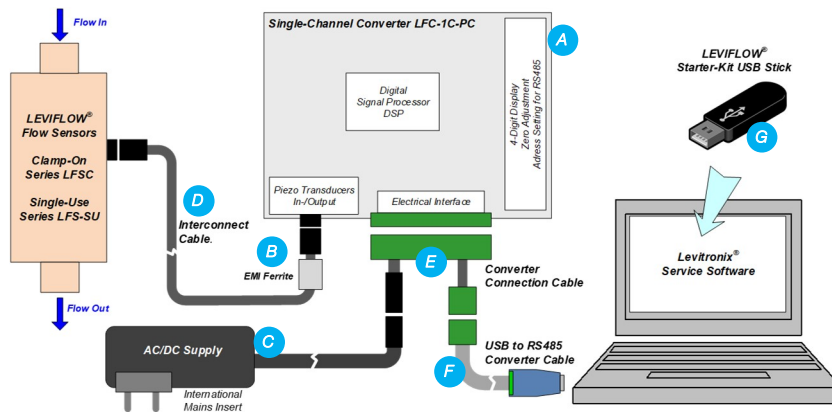 Flow In
LEVIFLOW®
Flow Sensors
Clamp-On
Series LFSC
Single-Use
Series LFS-SU
Flow Out
Single-Channel Converter LFC-1C-PC
A
Digital
Signal Processor
DSP
4-Digit Display
Zero Adjustment
Adress Setting for RS485
Piezo Transducers
In-/Output
Electrical Interface
D
Interconnect
Cable.
B
EMI Ferrite
E
Converter
Connection Cable
C
AC/DC Supply
International
Mains Insert
USB to RS485
Converter Cable
F
LEVIFLOW®
Starter-Kit USB Stick
G
Levitronix®
Service Software